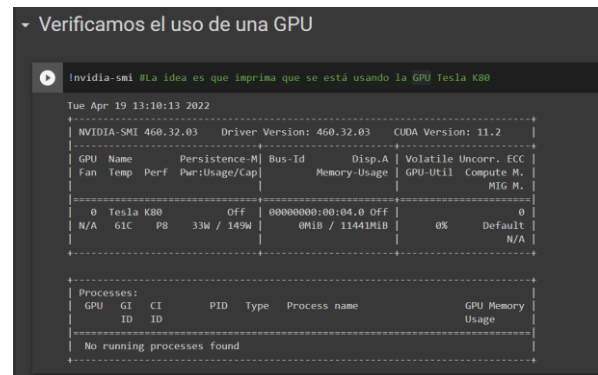 Verificamos el uso de una GPU
!nvidia-smi #La idea es que imprima que se está usando la GPU Tesla K80
Tue Apr 19 13:10:13 2022
+-----------------------------------------------------------------------------+
| NVIDIA-SMI 460.32.03    Driver Version: 460.32.03    CUDA Version: 11.2     |
|-------------------------------+----------------------+----------------------+
| GPU  Name        Persistence-M| Bus-Id        Disp.A | Volatile Uncorr. ECC |
| Fan  Temp  Perf  Pwr:Usage/Cap|         Memory-Usage | GPU-Util  Compute M. |
|                               |                      |               MIG M. |
|===============================+======================+======================|
|   0  Tesla K80           Off  | 00000000:00:04.0 Off |                    0 |
| N/A   61C    P8    33W / 149W |      0MiB / 11441MiB |      0%      Default |
|                               |                      |                  N/A |
+-------------------------------+----------------------+----------------------+
+-----------------------------------------------------------------------------+
| Processes:                                                                  |
|  GPU   GI   CI        PID   Type   Process name                  GPU Memory |
|        ID   ID                                                   Usage      |
|=============================================================================|
|  No running processes found                                                 |
+-----------------------------------------------------------------------------+